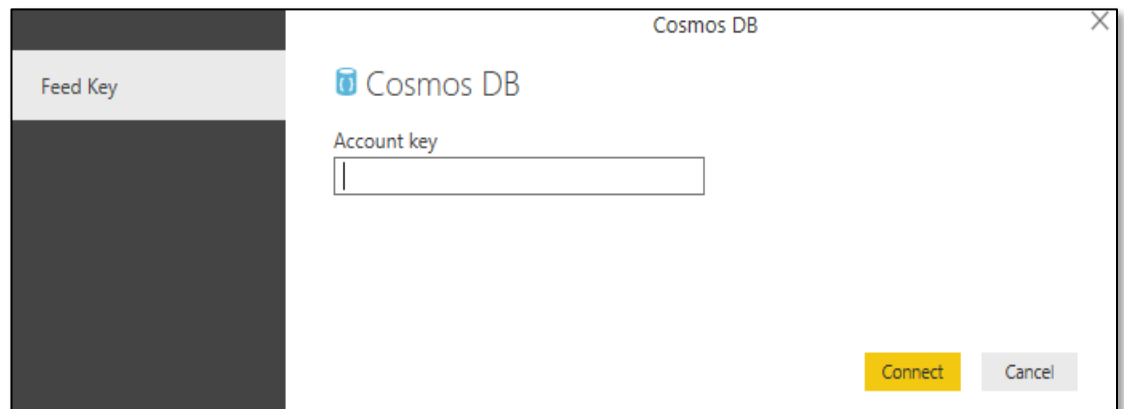 Cosmos DB
Feed Key
Cosmos DB
Account key
Connect Cancel